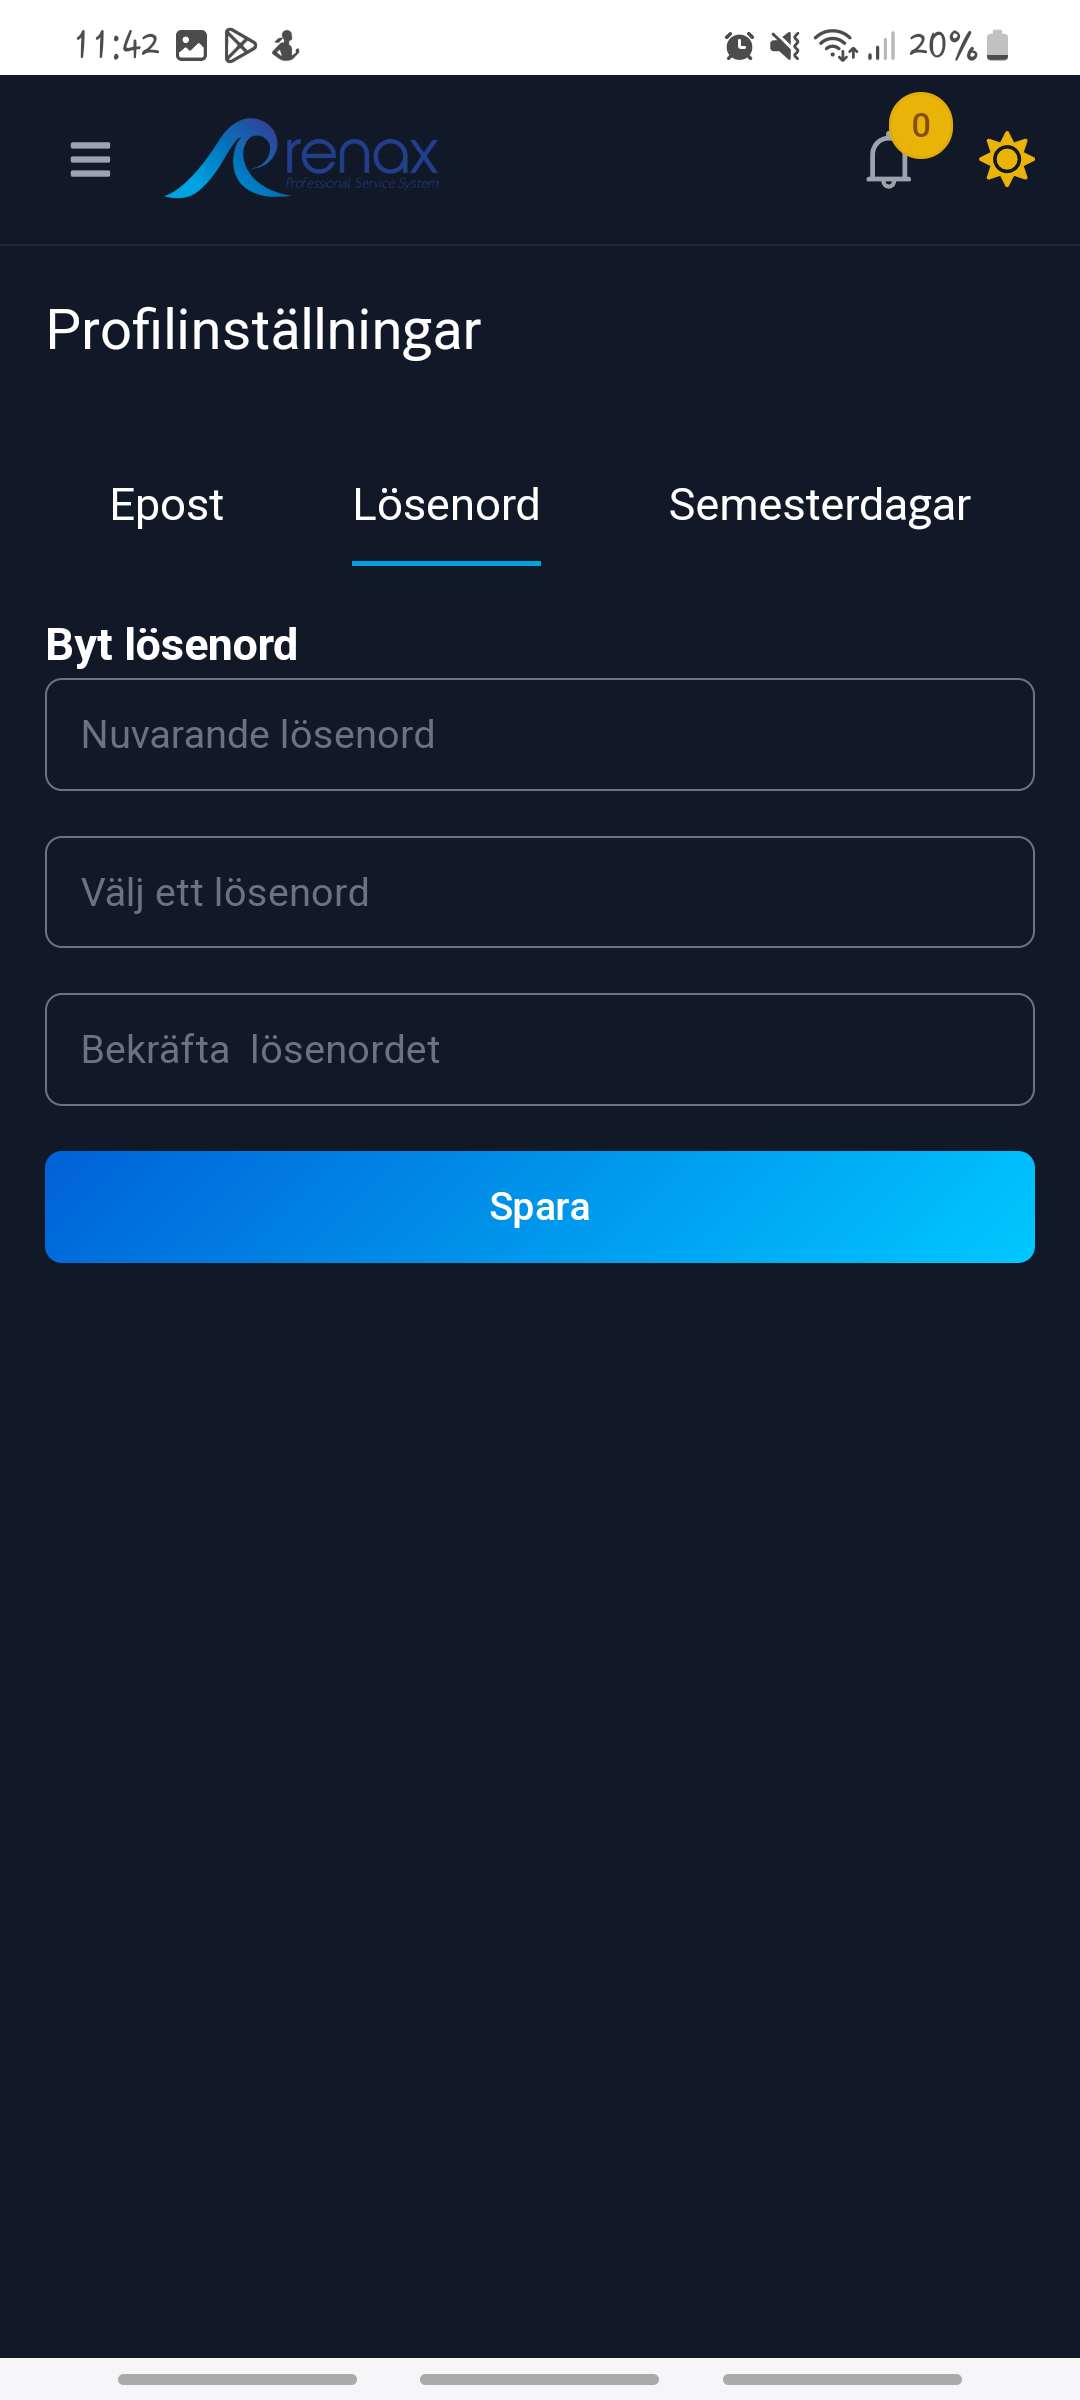 11:42
20%
renax
Professional Service System
0
Profilinställningar
Epost Lösenord Semesterdagar
Byt lösenord
Nuvarande lösenord
Välj ett lösenord
Bekräfta  lösenordet
Spara